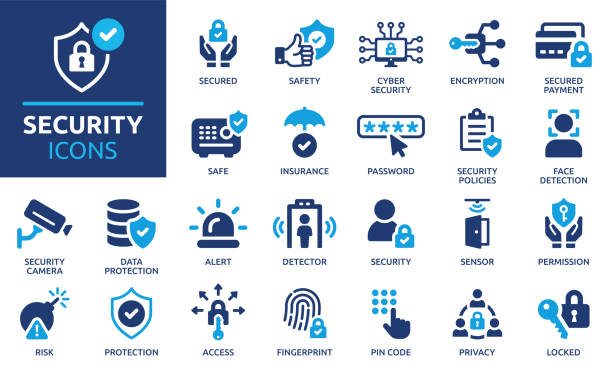 SECURITY
ICONS
SECURED
SAFETY
CYBER
SECURITY
ENCRYPTION
SECURED
PAYMENT
SAFE
INSURANCE
****
PASSWORD
SECURITY
POLICIES
FACE
DETECTION
SECURITY
CAMERA
DATA
PROTECTION
ALERT
DETECTOR
SECURITY
SENSOR
PERMISSION
RISK
PROTECTION
ACCESS
FINGERPRINT
PIN CODE
PRIVACY
LOCKED